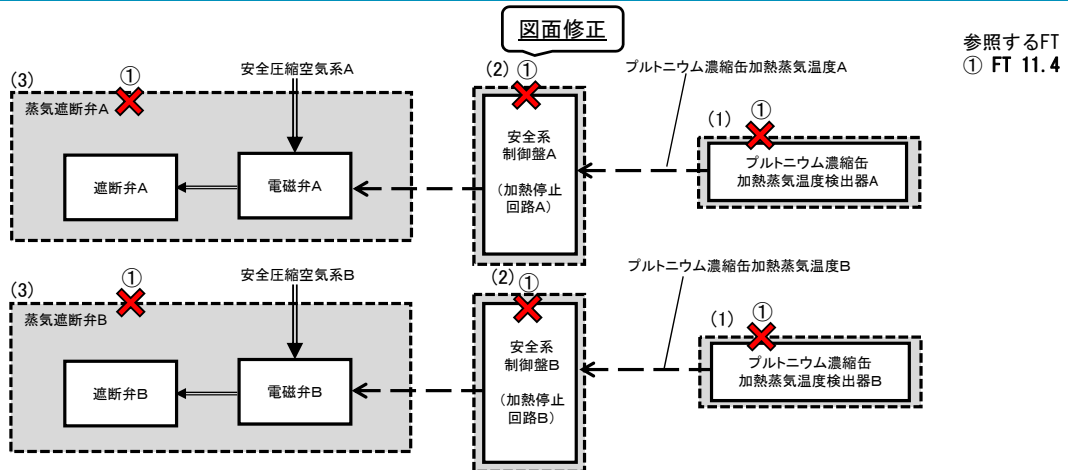 図面修正
参照するFT
① FT 11.4
(3)
①
蒸気遮断弁A
安全圧縮空気系A
遮断弁A
電磁弁A
(2) ①
安全系
制御盤A
(加熱停止
回路A)
プルトニウム濃縮缶加熱蒸気温度A
(1) ①
プルトニウム濃縮缶
加熱蒸気温度検出器A
(3)
①
蒸気遮断弁B
安全圧縮空気系B
遮断弁B
電磁弁B
(2) ①
安全系
制御盤B
(加熱停止
回路B)
プルトニウム濃縮缶加熱蒸気温度B
(1) ①
プルトニウム濃縮缶
加熱蒸気温度検出器B